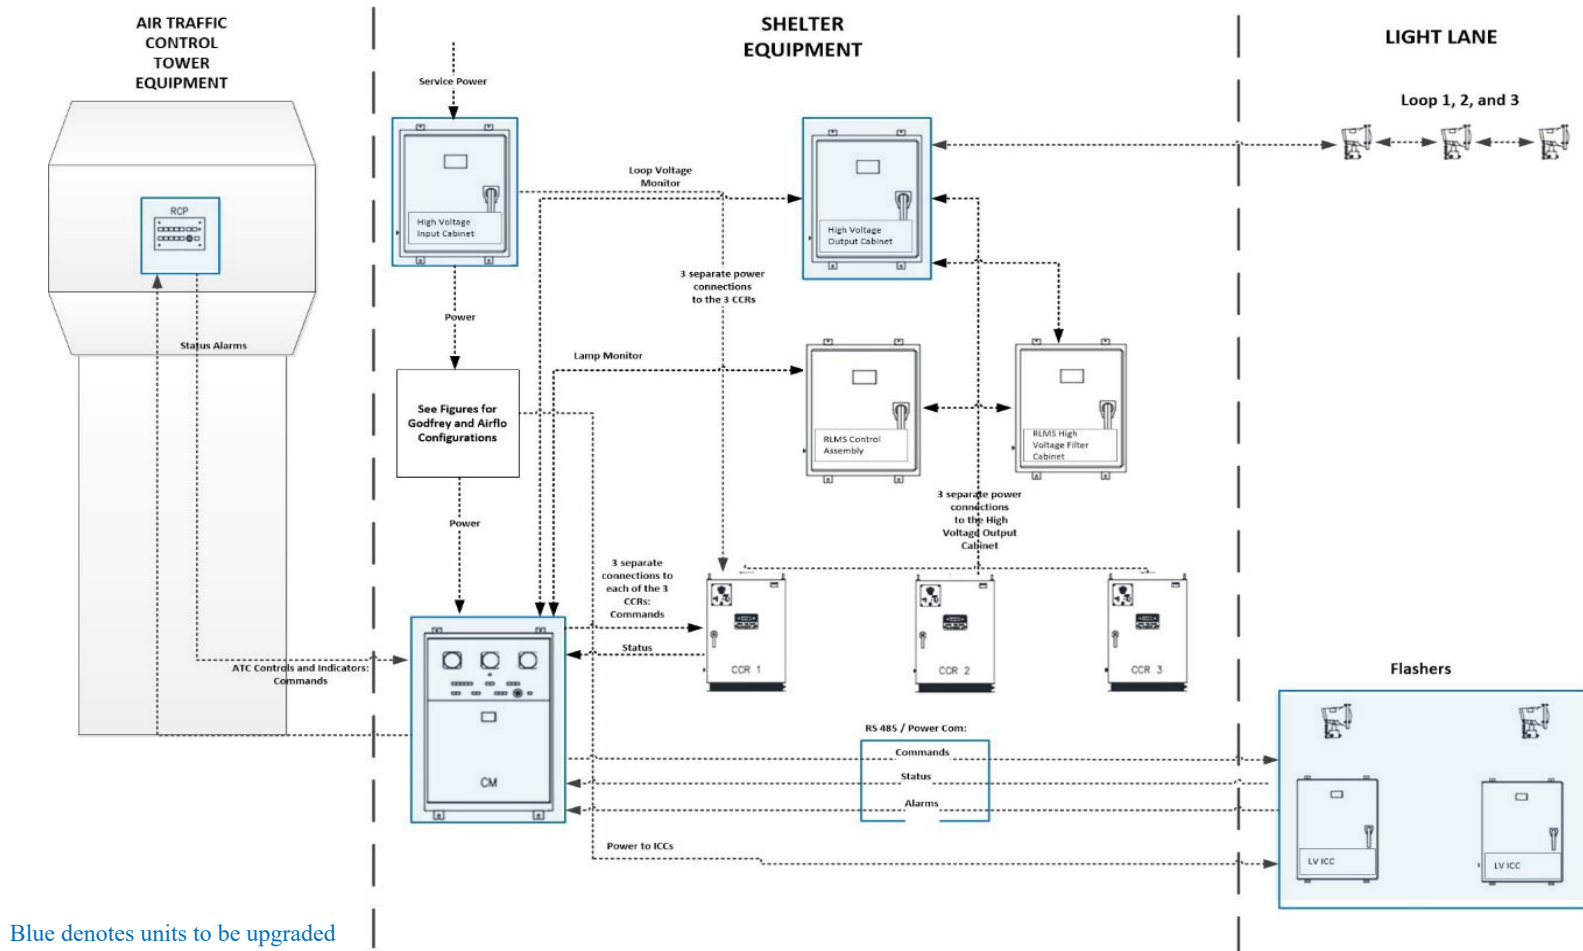 AIR TRAFFIC
CONTROL
TOWER
EQUIPMENT
SHELTER
EQUIPMENT
LIGHT LANE
Service Power
Loop 1, 2, and 3
RCP
High Voltage
Input Cabinet
Loop Voltage
Monitor
High Voltage
Output Cabinet
3 separate power
connections
to the 3 CCRs
Power
Status Alarms
Lamp Monitor
See Figures for
Godfrey and Airflo
Configurations
RLMS Control
Assembly
RLMS High
Voltage Filter
Cabinet
Power
3 separate power
connections
to the High
Voltage Output
Cabinet
3 separate
connections to
each of the 3
CCRs:
Commands
Status
CCR 1
CCR 2
CCR 3
ATC Controls and Indicators:
Commands
Flashers
CM
RS 485 / Power Com:
Commands
Status
Alarms
Power to ICCs
LV ICC
LV ICC
Blue denotes units to be upgraded